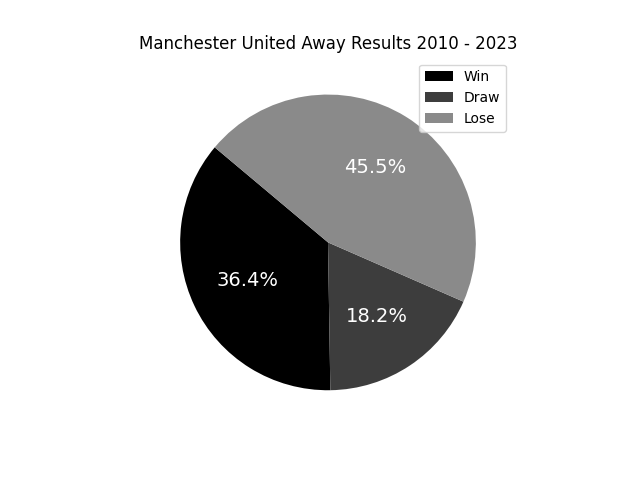 Manchester United Away Results 2010 - 2023
Win
Draw
Lose
45.5%
36.4%
18.2%